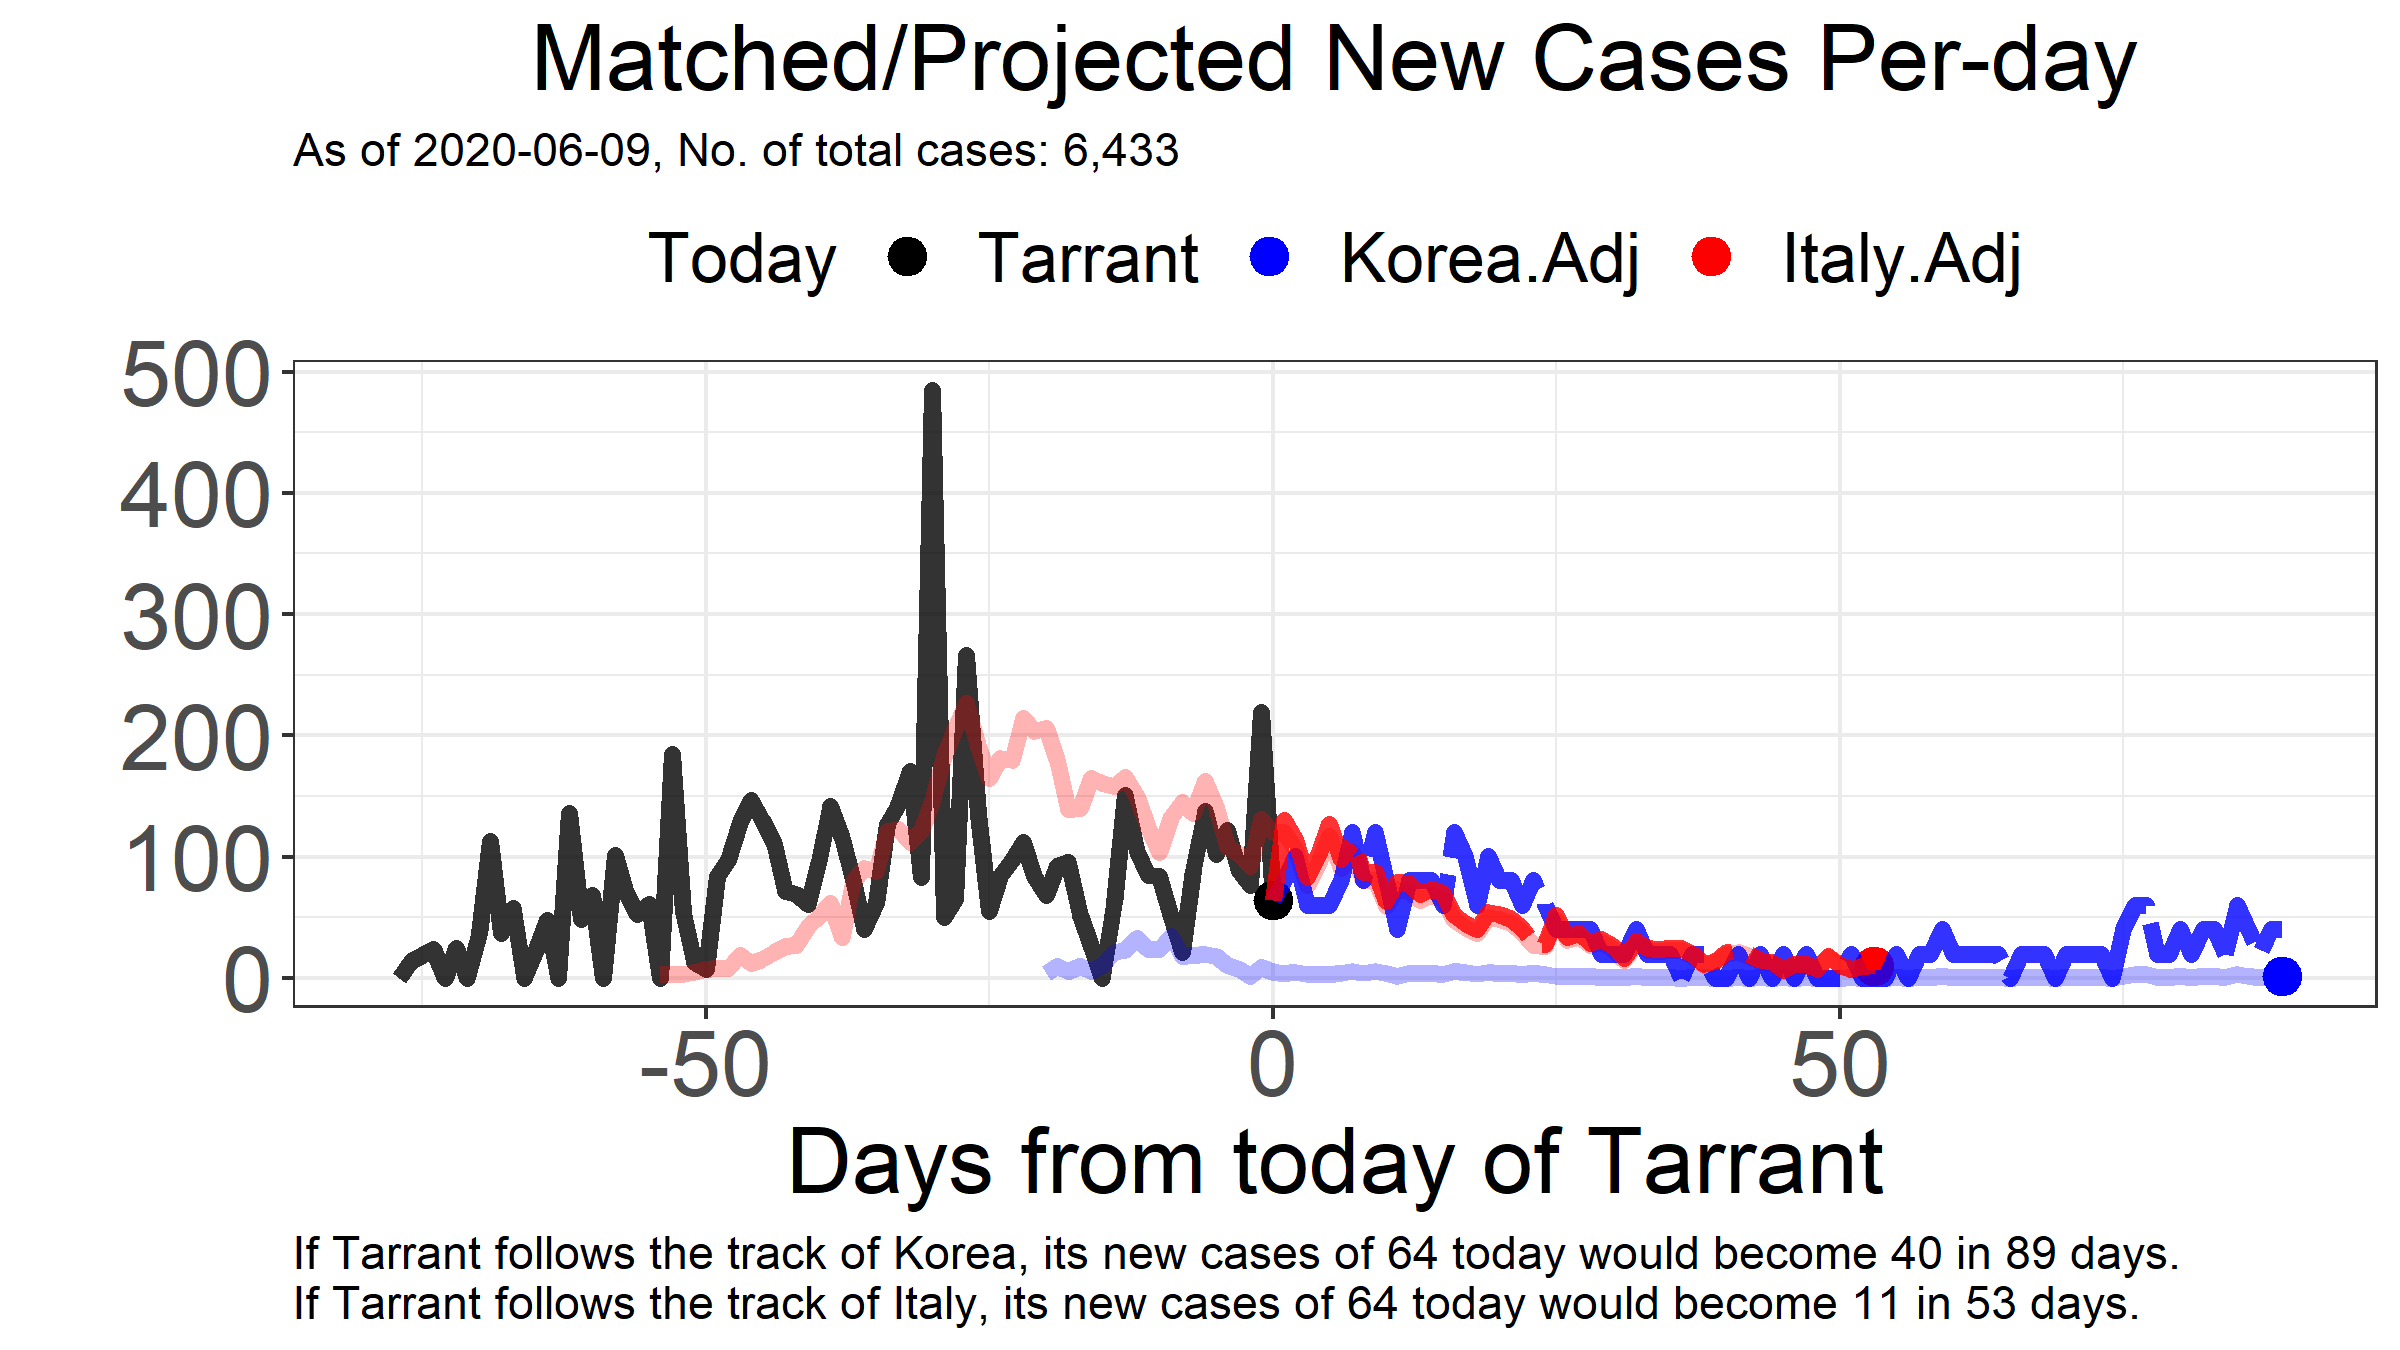 Matched/Projected New Cases Per-day
As of 2020-06-09, No. of total cases: 6,433
Today Tarrant Korea.Adj Italy.Adj
500
400
300
200
100
0
-50 0 50
Days from today of Tarrant
If Tarrant follows the track of Korea, its new cases of 64 today would become 40 in 89 days.
If Tarrant follows the track of Italy, its new cases of 64 today would become 11 in 53 days.